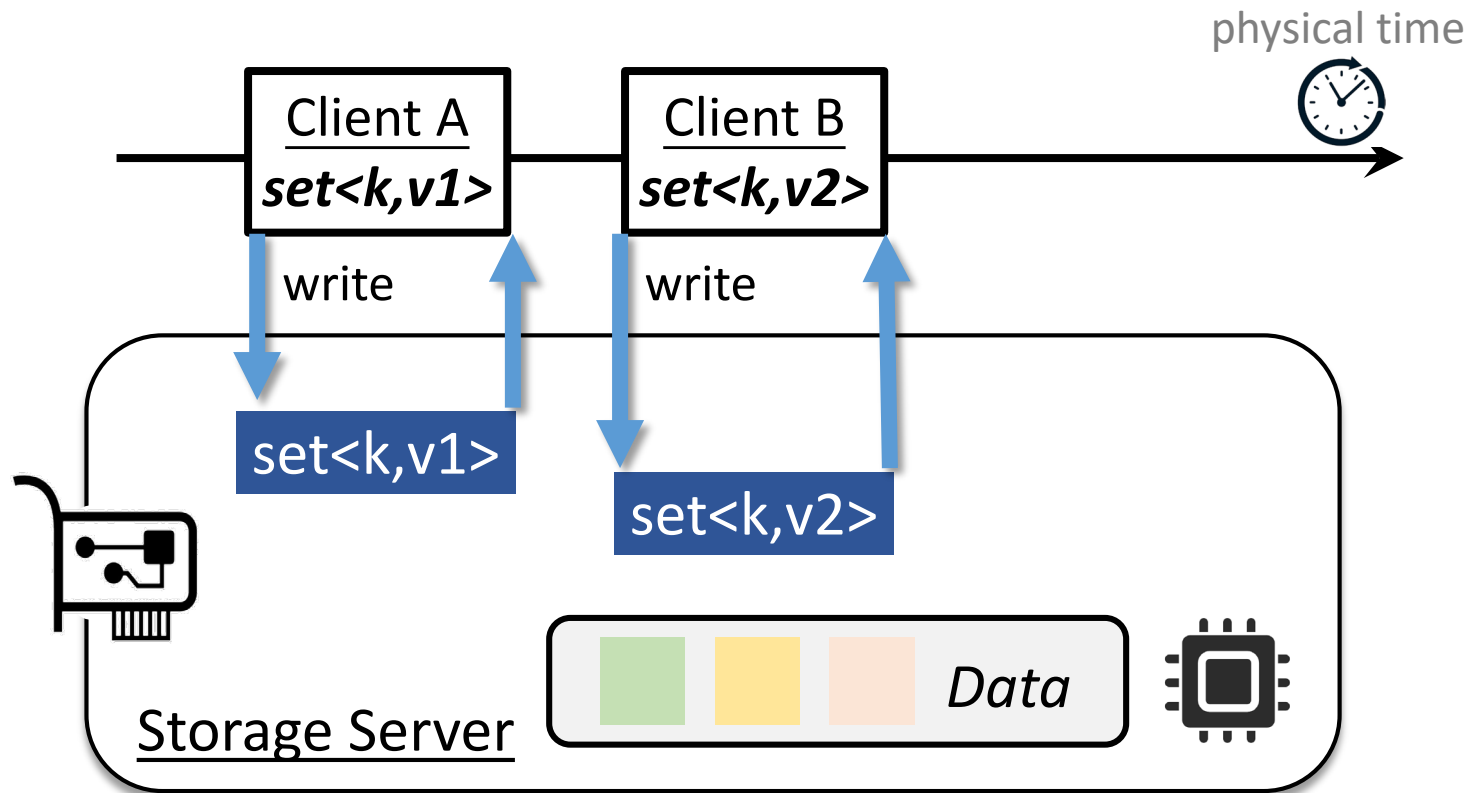 physical time
Client A
set<k,v1>
Client B
set<k,v2>
write
write
set<k,v1>
set<k,v2>
Data
Storage Server